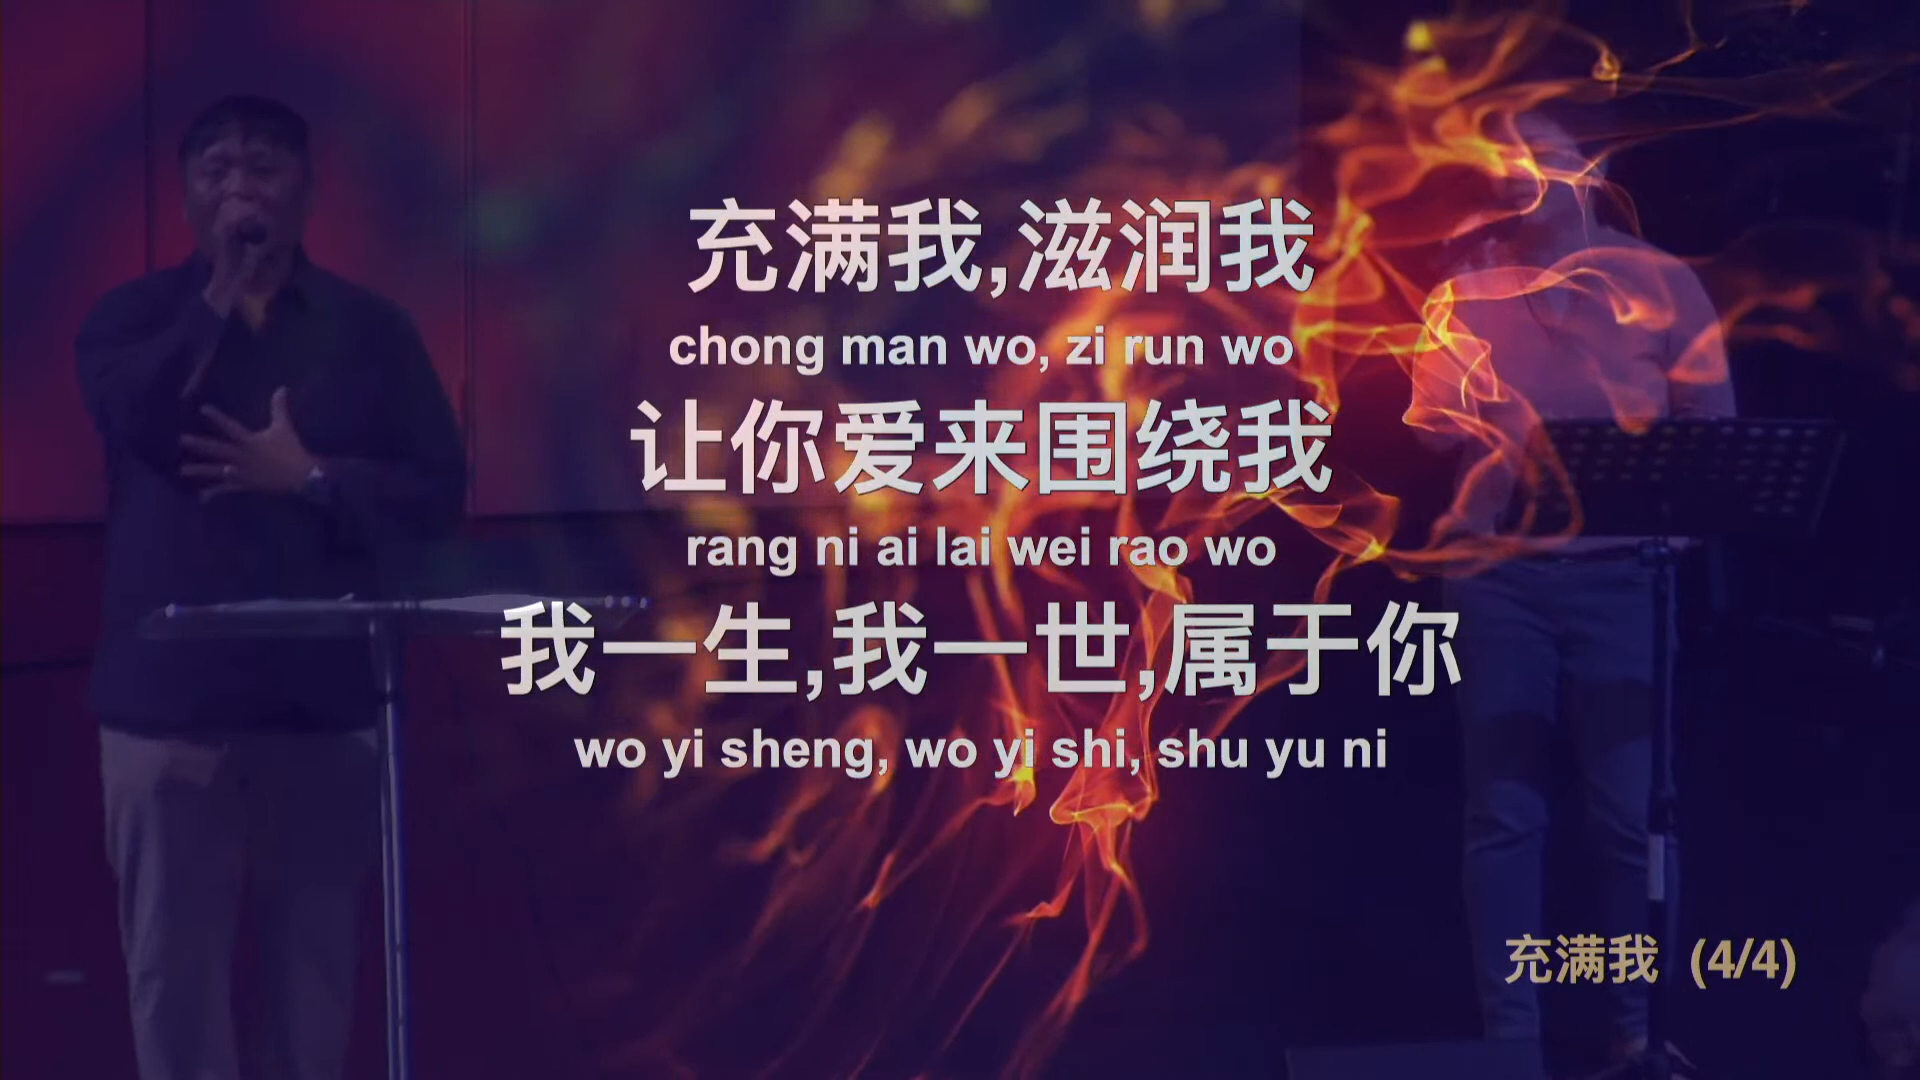 充满我,滋润我
chong man wo, zi run wo
让你爱来围绕我
rang ni ai lai wei rao wo
我一生,我一世,属于你
wo yi sheng, wo yi shi, shu yu ni
充满我 (4/4)